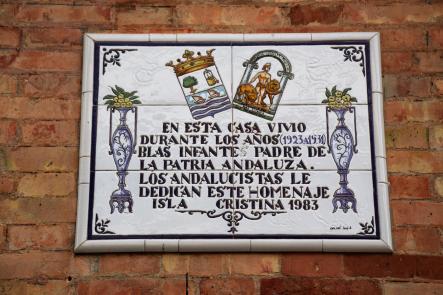 EN ESTA CASA VIVIO
DURANTE LOS AÑOS (1923 a 1931)
BLAS INFANTE PADRE DE
LA PATRIA ANDALUZA.
LOS ANDALUCISTAS LE
DEDICAN ESTE HOMENAJE
ISLA CRISTINA 1983